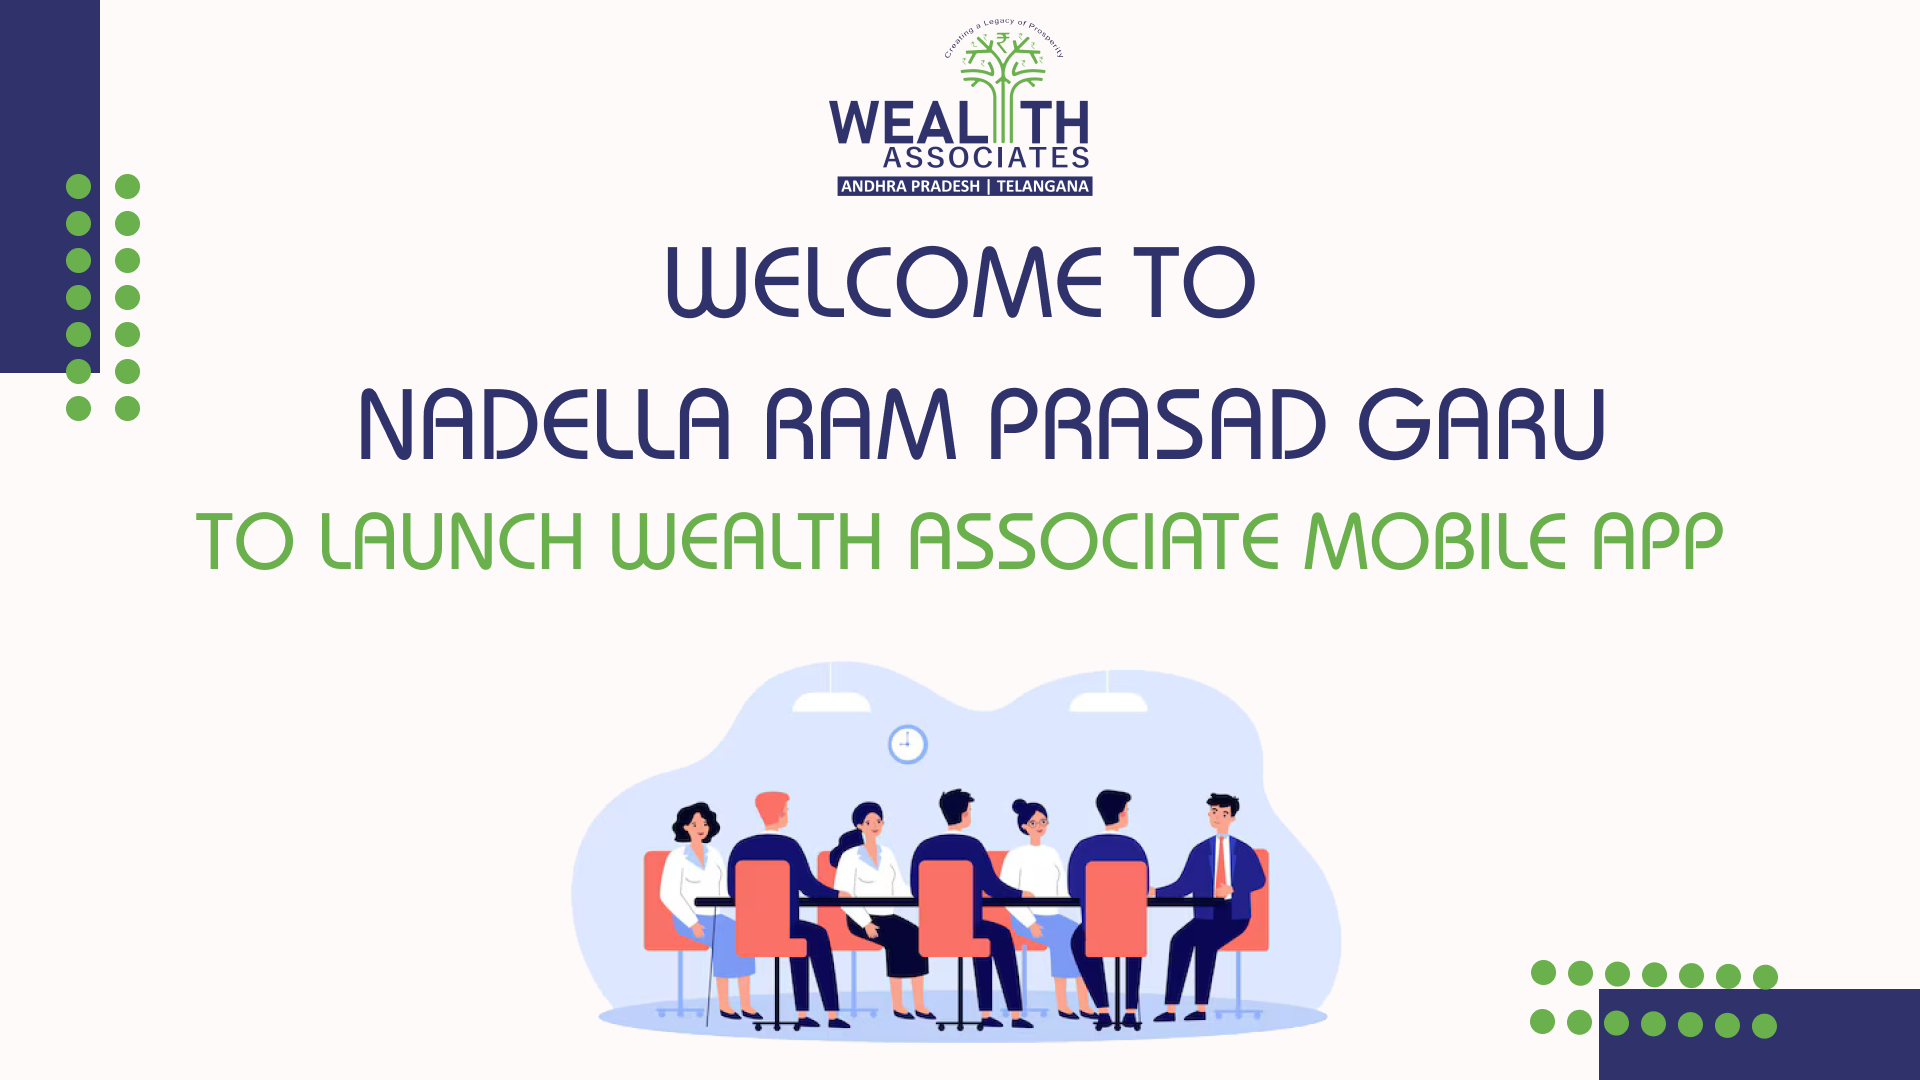 Creating a Legacy of Prosperity
WEALTH
ASSOCIATES
ANDHRA PRADESH | TELANGANA
WELCOME TO
NADELLA RAM PRASAD GARU
TO LAUNCH WEALTH ASSOCIATE MOBILE APP